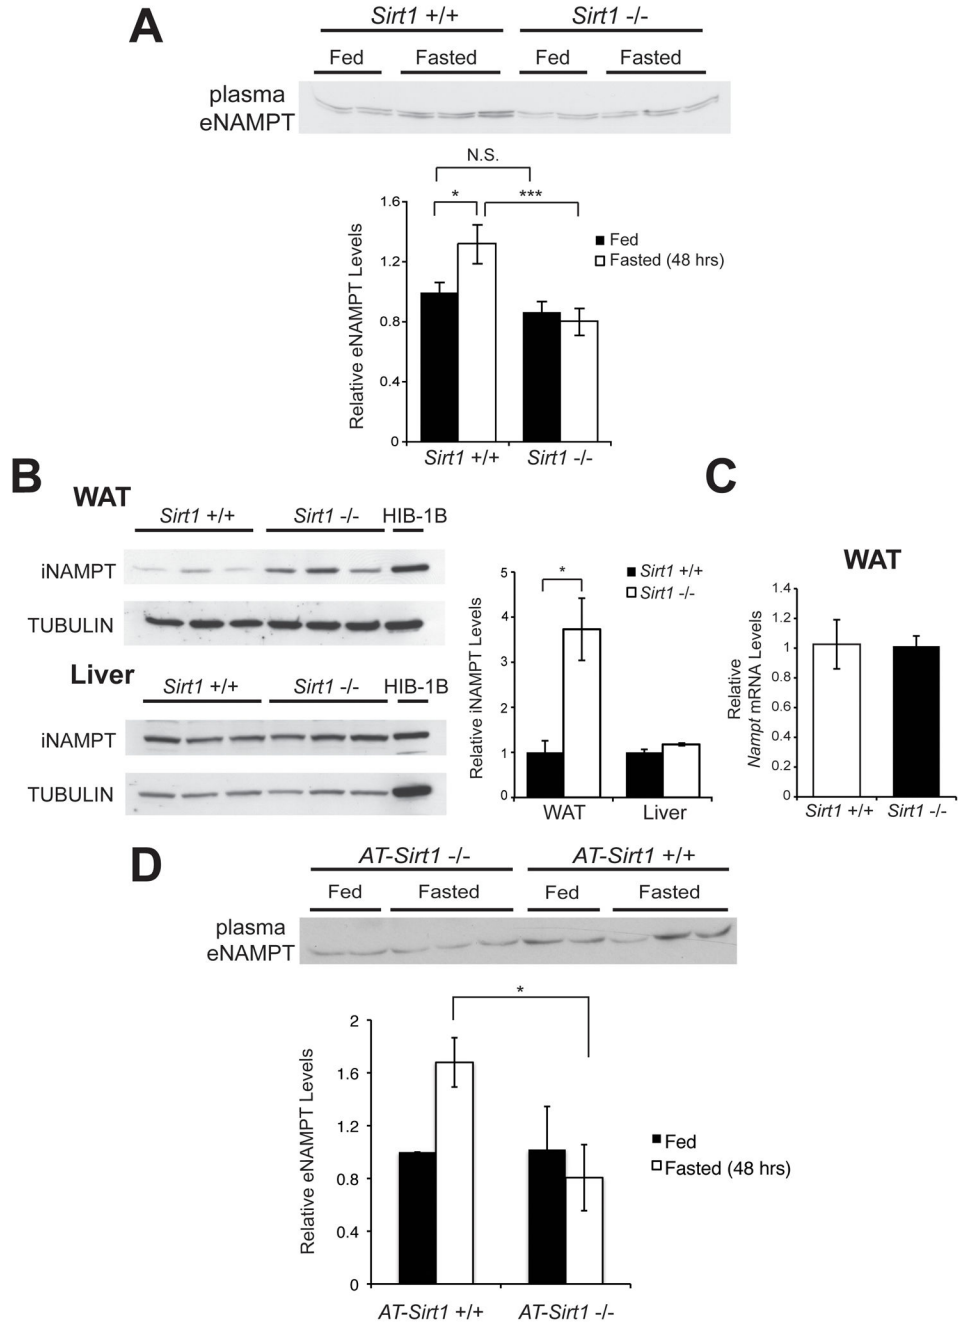 A
Sirt1 +/+ Sirt1 -/-
Fed Fasted Fed Fasted
plasma
eNAMPT
N.S.
* ***
Relative eNAMPT Levels
1.6
1.2
0.8
0.4
0
Fed
Fasted (48 hrs)
Sirt1 +/+ Sirt1 -/-
B
WAT
Sirt1 +/+ Sirt1 -/- HIB-1B
iNAMPT
TUBULIN
Liver
Sirt1 +/+ Sirt1 -/- HIB-1B
iNAMPT
TUBULIN
Relative iNAMPT Levels
5
4
3
2
1
0
*
Sirt1 +/+
Sirt1 -/-
WAT Liver
C
WAT
Relative
Nampt mRNA Levels
1.4
1.2
1
0.8
0.6
0.4
0.2
0
Sirt1 +/+ Sirt1 -/-
D
AT-Sirt1 -/- AT-Sirt1 +/+
Fed Fasted Fed Fasted
plasma
eNAMPT
*
Relative eNAMPT Levels
2
1.6
1.2
0.8
0.4
0
Fed
Fasted (48 hrs)
AT-Sirt1 +/+ AT-Sirt1 -/-